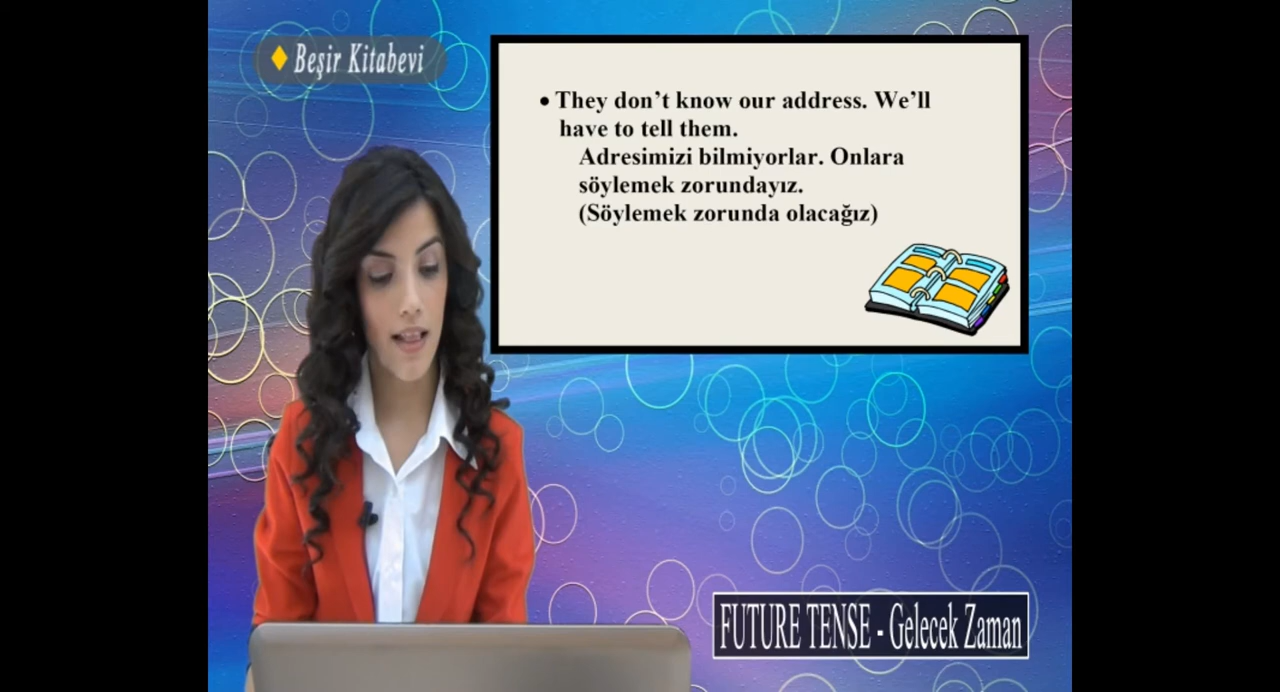 Beşir Kitabevi
• They don’t know our address. We’ll
have to tell them.
Adresimizi bilmiyorlar. Onlara
söylemek zorundayız.
(Söylemek zorunda olacağız)
FUTURE TENSE - Gelecek Zaman